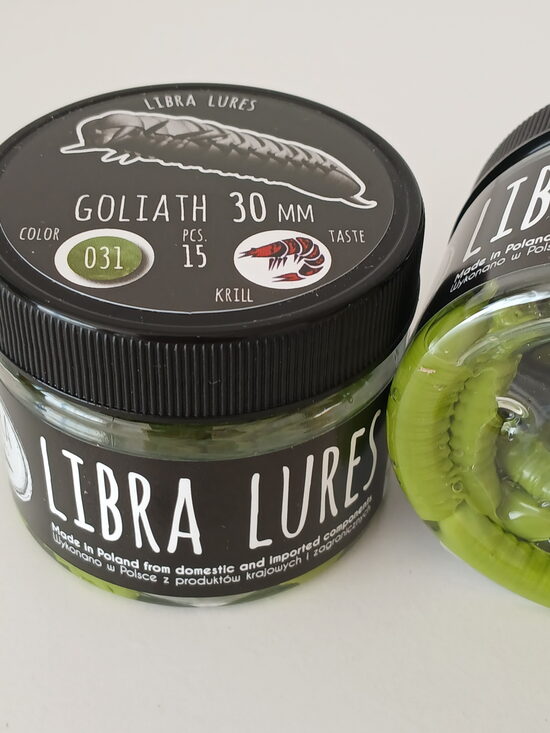 LIBRA LURES
GOLIATH 30 MM
COLOR
031
PCS.
15
TASTE
KRILL
LIBRA LURES
Made in Poland from domestic and imported components
Wykonano w Polsce z produktów krajowych i zagranicznych
LIB
Made in Poland
Wykonano w Pols